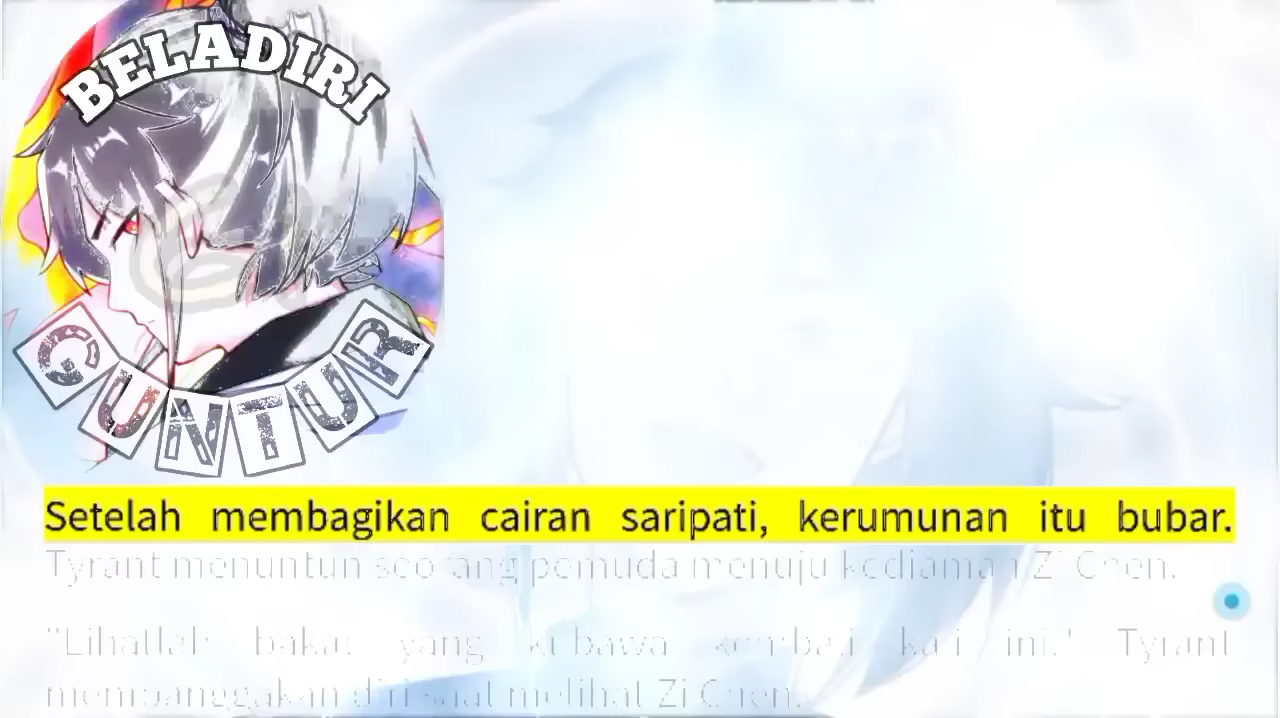 BELADIRI
GUNTUR
Setelah membagikan cairan saripati, kerumunan itu bubar.
Tyrant menuntun seorang pemuda menuju kediaman Zi Chen.
"Lihatlah bakat yang kubawa kembali kali ini." Tyrant
membanggakan diri saat melihat Zi Chen.